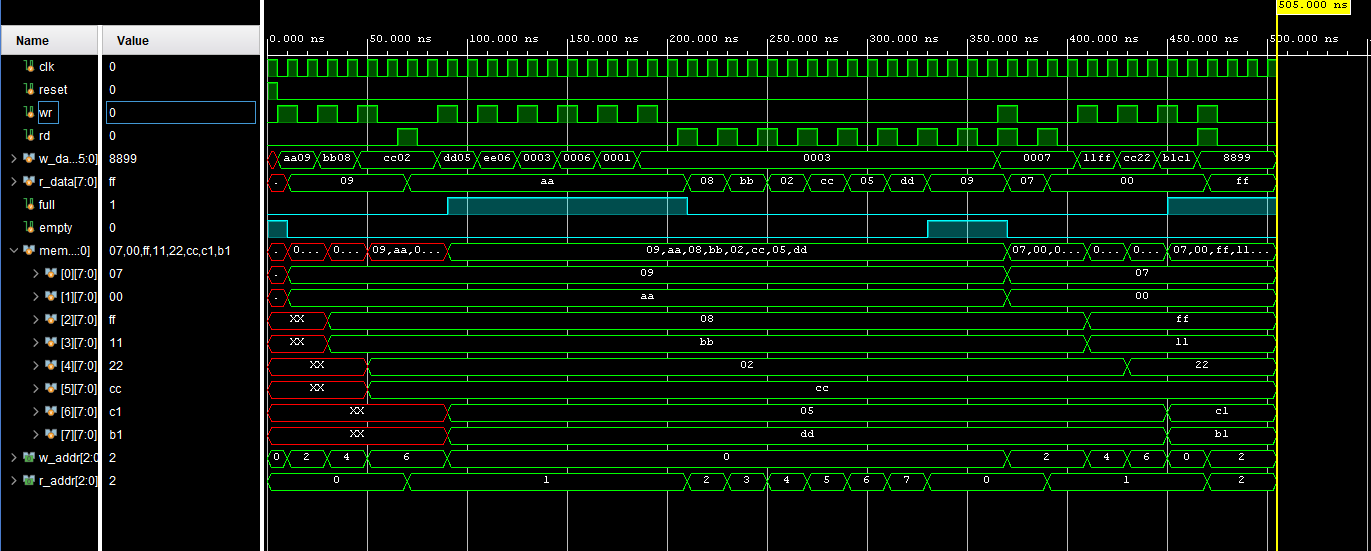 505.000 ns
Name Value 0.000 ns 50.000 ns 100.000 ns 150.000 ns 200.000 ns 250.000 ns 300.000 ns 350.000 ns 400.000 ns 450.000 ns 500.000 ns
clk 0
reset 0
wr 0
rd 0
w_da...5:0] 8899 aa09 bb08 cc02 dd05 ee06 0003 0006 0001 0003 0007 11ff cc22 b1c1 8899
r_data[7:0] ff . 09 aa 08 bb 02 cc 05 dd 09 07 00 ff
full 1
empty 0
mem...:0] 07,00,ff,11,22,cc,c1,b1 . 0... 0... 09,aa,0... 09,aa,08,bb,02,cc,05,dd 07,00,0... 0... 0... 07,00,ff,11...
[0][7:0] 07 . 09 07
[1][7:0] 00 . aa 00
[2][7:0] ff XX 08 ff
[3][7:0] 11 XX bb 11
[4][7:0] 22 XX 02 22
[5][7:0] cc XX cc
[6][7:0] c1 XX 05 c1
[7][7:0] b1 XX dd b1
w_addr[2:0 2 0 2 4 6 0 2 4 6 0 2
r_addr[2:0] 2 0 1 2 3 4 5 6 7 0 1 2